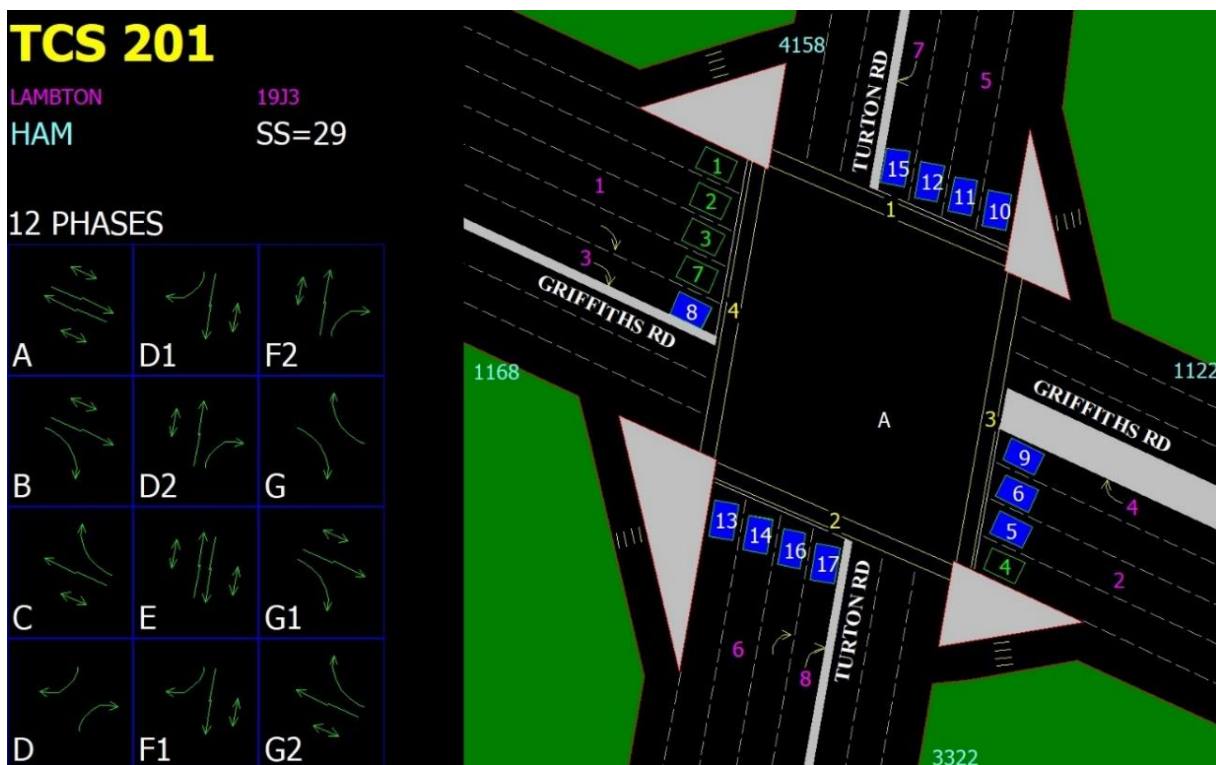 TCS 201
LAMBTON 19J3
HAM SS=29
12 PHASES
A D1 F2
B D2 G
C E G1
D F1 G2
4158
TURTON RD
7
5
15 12 11 10
1
1
2
3
7
8
1
3
GRIFFITHS RD
4
1168
A
1122
GRIFFITHS RD
3
9
6
5
4
4
2
13 14 16 17
2
6
8
TURTON RD
3322